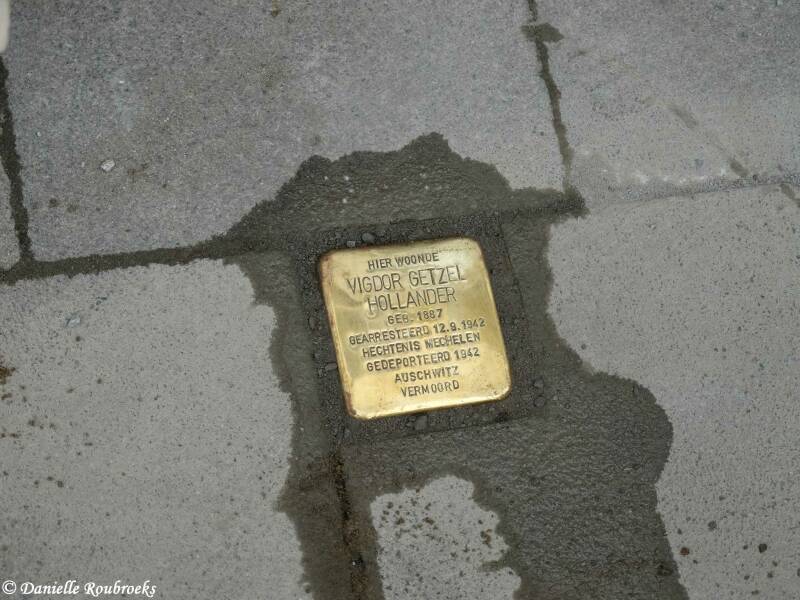 HIER WOONDE
VIGDOR GETZEL
HOLLANDER
GEB. 1887
GEARRESTEERD 12.9.1942
HECHTENIS MECHELEN
GEDEPORTEERD 1942
AUSCHWITZ
VERMOORD
© Danielle Roubroeks